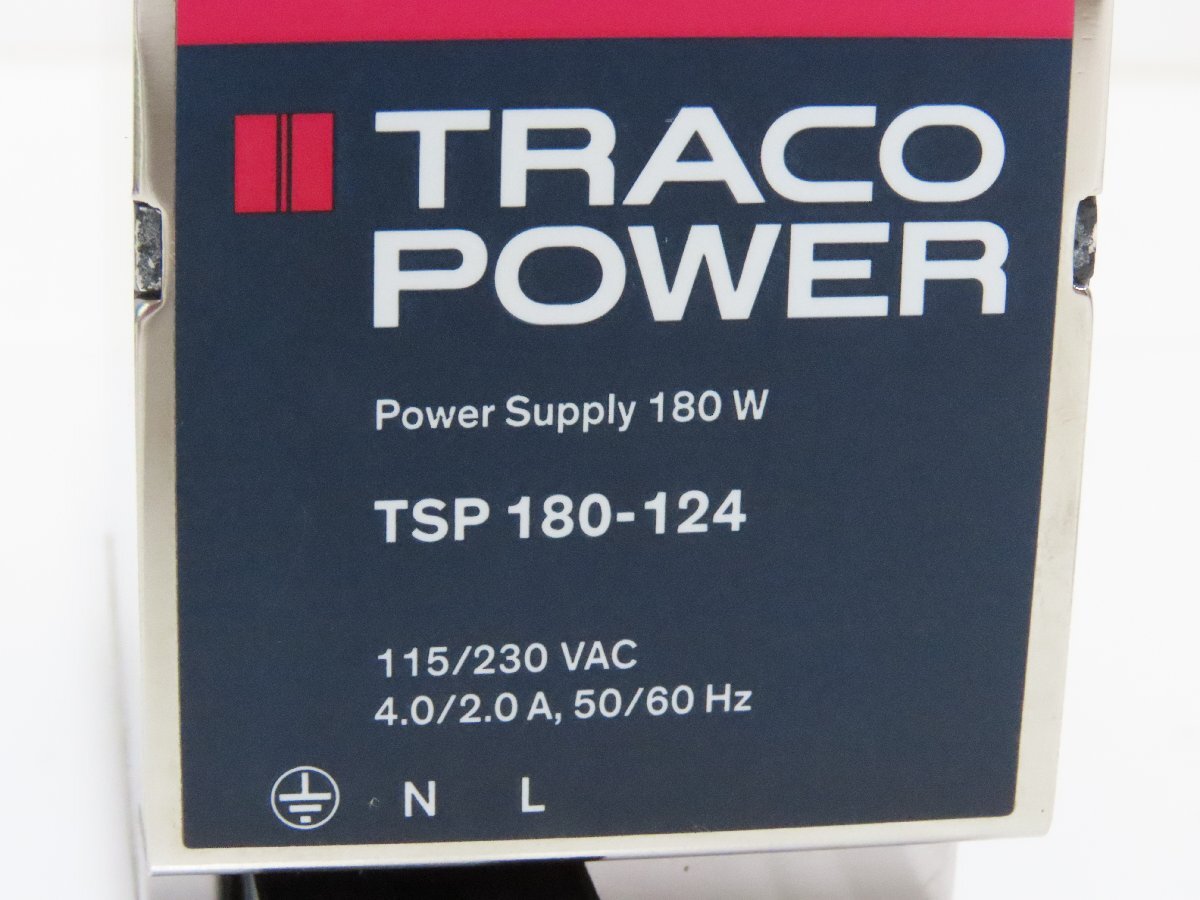 TRACO
POWER
Power Supply 180 W
TSP 180-124
115/230 VAC
4.0/2.0 A, 50/60 Hz
N L